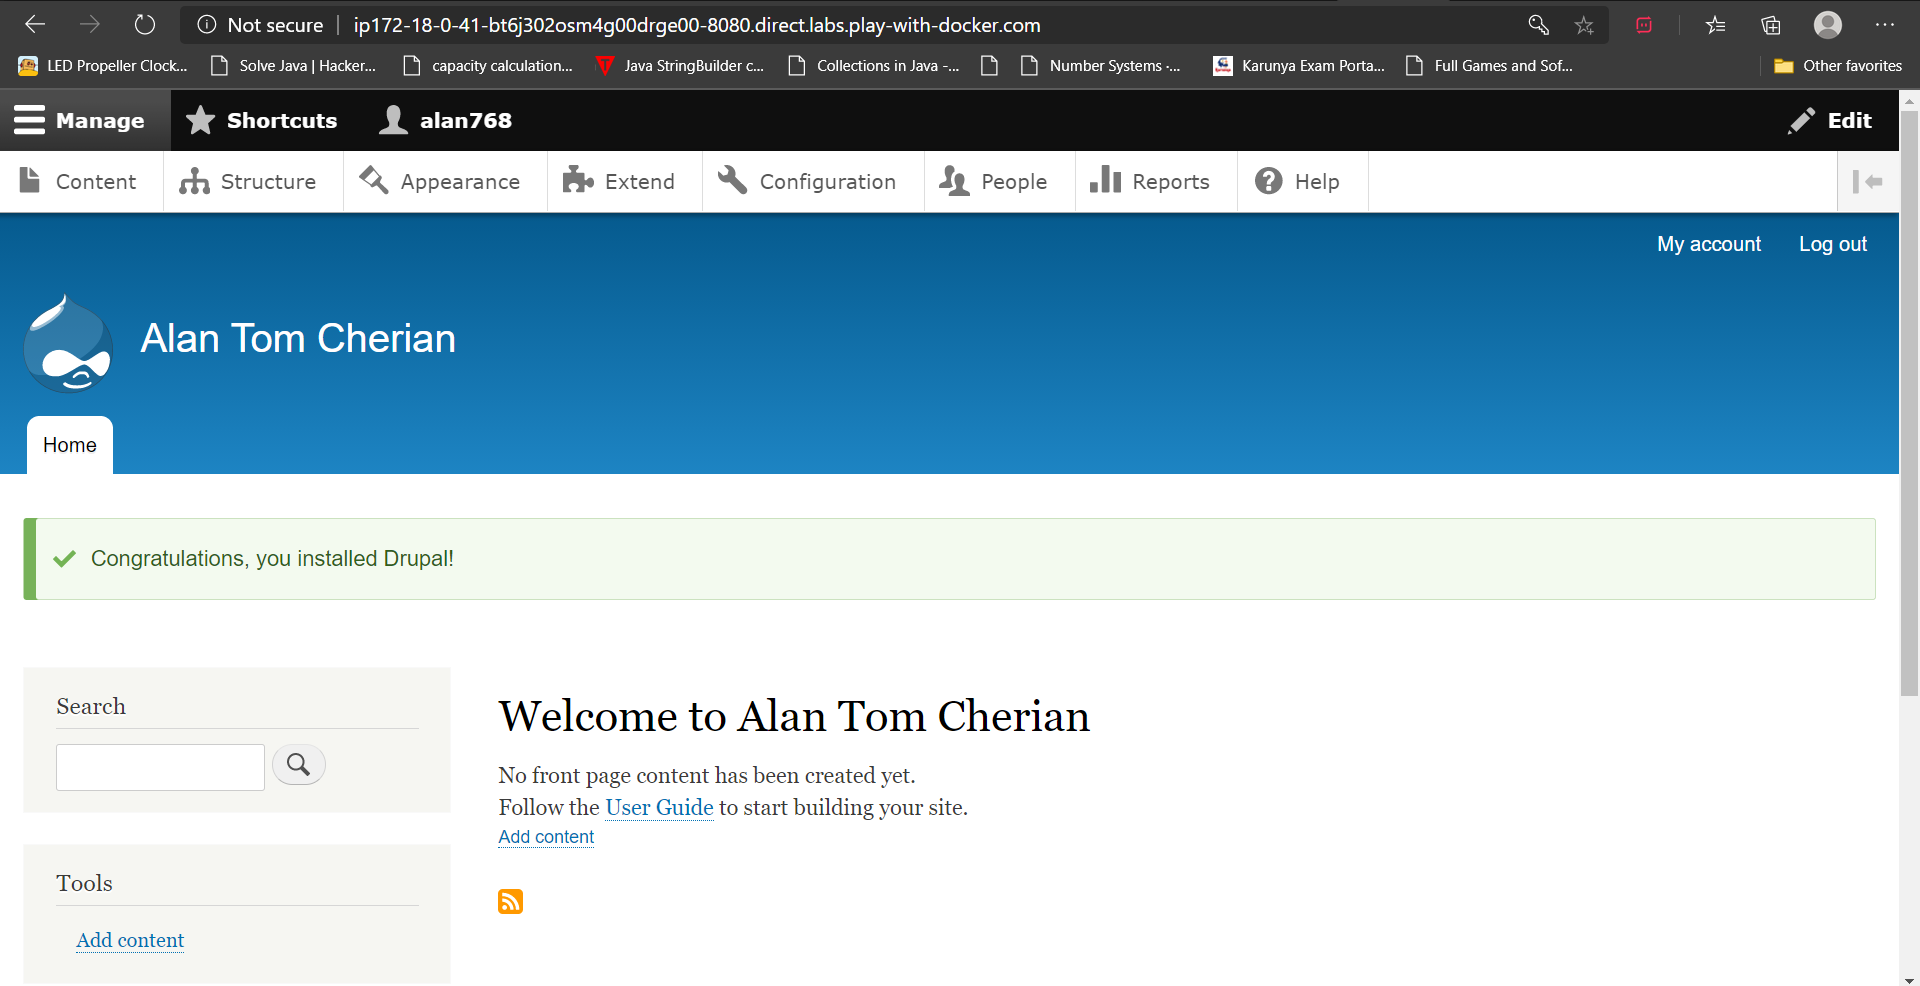 Not secure ip172-18-0-41-bt6j302osm4g00drge00-8080.direct.labs.play-with-docker.com
LED Propeller Clock... Solve Java | Hacker... capacity calculation... Java StringBuilder c... Collections in Java -... Number Systems -... Karunya Exam Porta... Full Games and Sof... Other favorites
Manage Shortcuts alan768 Edit
Content Structure Appearance Extend Configuration People Reports Help
My account Log out
Alan Tom Cherian
Home
Congratulations, you installed Drupal!
Search
Welcome to Alan Tom Cherian
No front page content has been created yet.
Follow the User Guide to start building your site.
Add content
Tools
Add content